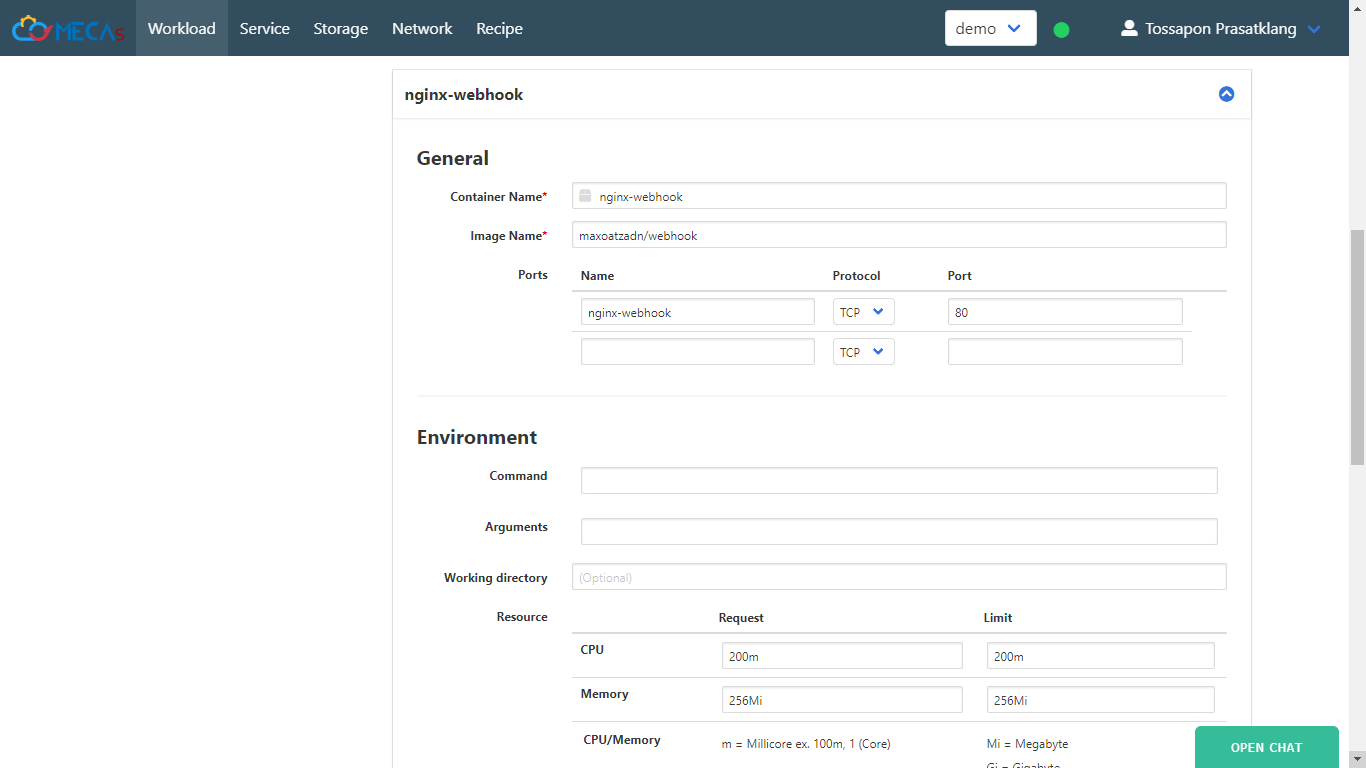 MECAs Workload Service Storage Network Recipe demo Tossapon Prasatklang
nginx-webhook
General
Container Name* nginx-webhook
Image Name* maxoatzadn/webhook
Ports Name Protocol Port
nginx-webhook TCP 80
TCP
Environment
Command
Arguments
Working directory (Optional)
Resource Request Limit
CPU 200m 200m
Memory 256Mi 256Mi
CPU/Memory m = Millicore ex. 100m, 1 (Core) Mi = Megabyte
Gi = Gigabyte
OPEN CHAT